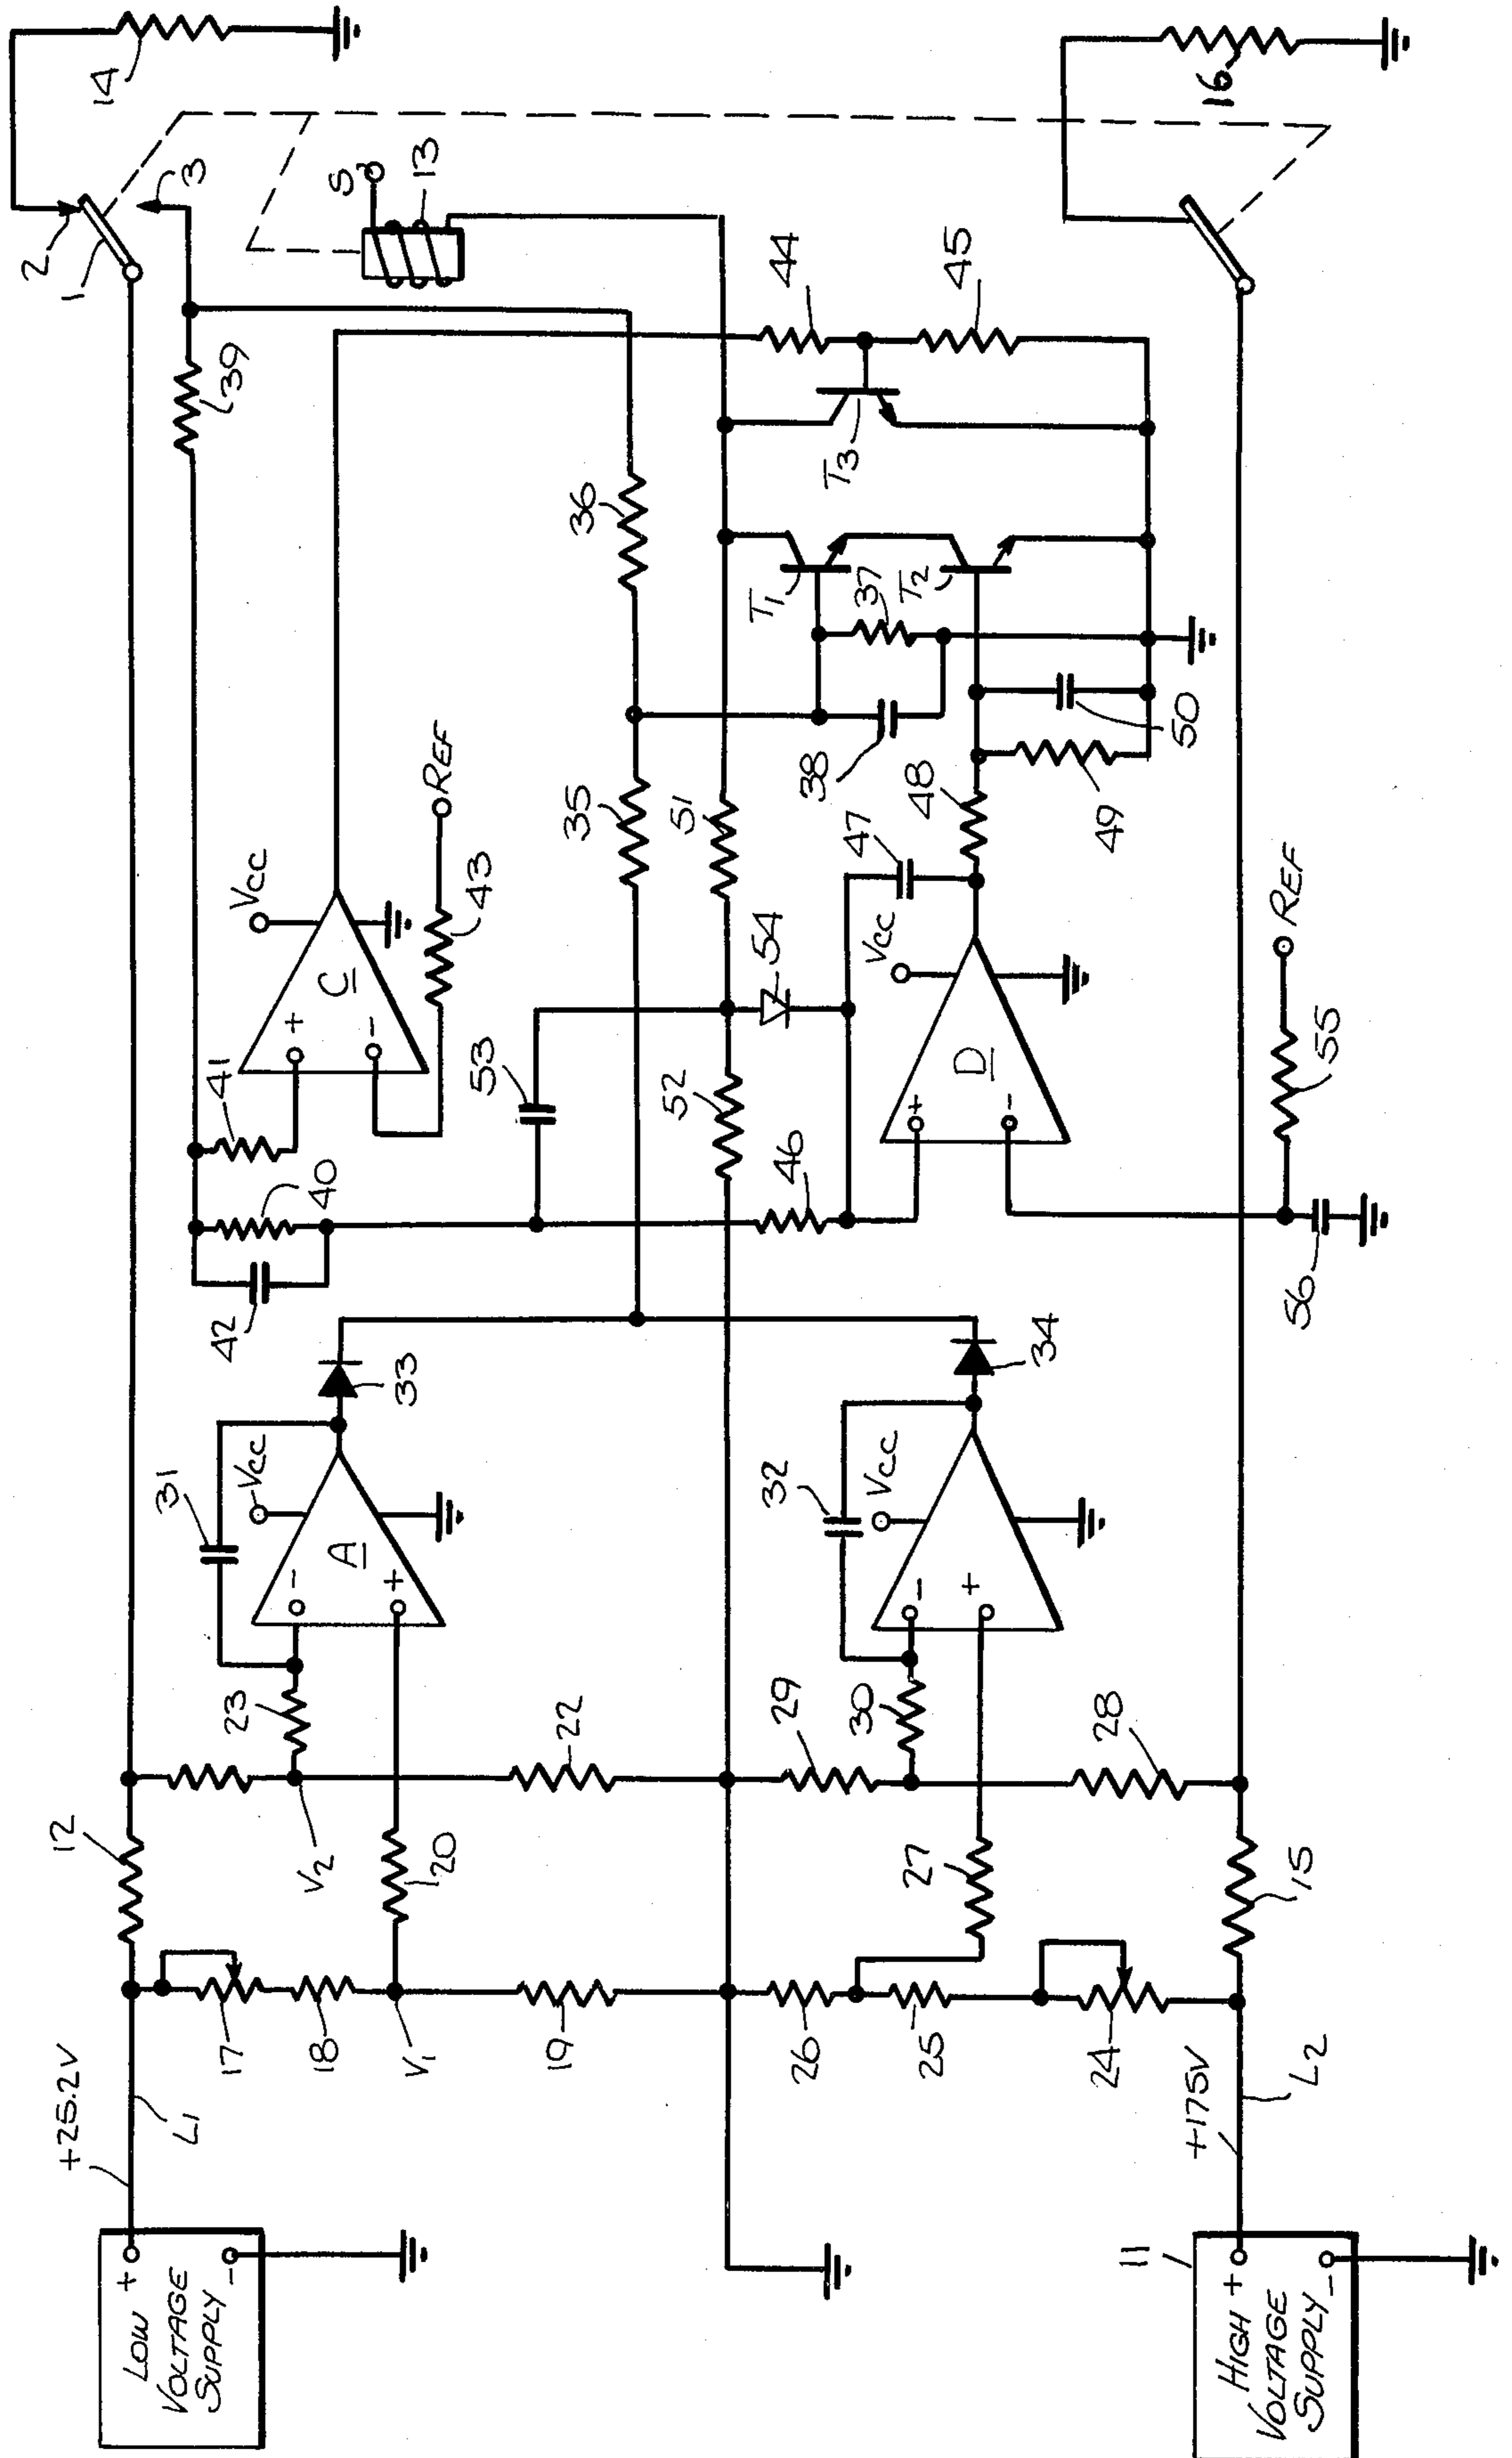 +25.2V
L1
+
LOW
VOLTAGE
SUPPLY
-
17
18
V1
19
12
V2
20
22
23
31
Vcc
A
-
+
33
42
40
41
Vcc
C
+
-
43
REF
39
1
2
3
14
S
13
53
52
51
54
35
36
46
47
Vcc
D
+
-
48
49
50
38
37
T1
T2
T3
44
45
26
25
24
27
29
30
28
32
Vcc
-
+
34
15
+175V
L2
11
+
HIGH
VOLTAGE
SUPPLY
-
56
55
REF
16